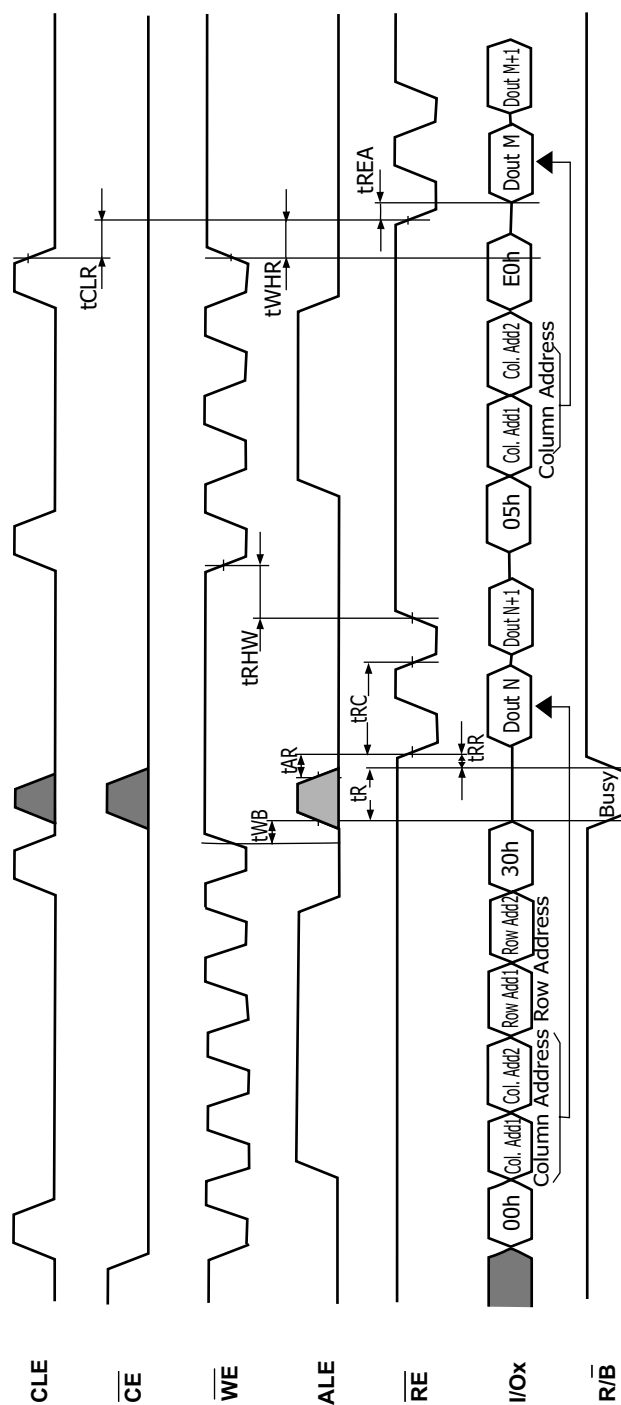 CLE
tCLR
CE
WE
tWB
tRHW
tWHR
ALE
tAR
RE
tR
tRR
tRC
tREA
I/Ox
00h
Col. Add1
Col. Add2
Row Add1
Row Add2
30h
Dout N
Dout N+1
05h
Col. Add1
Col. Add2
E0h
Dout M
Dout M+1
Column Address
Row Address
Column Address
R/B
Busy